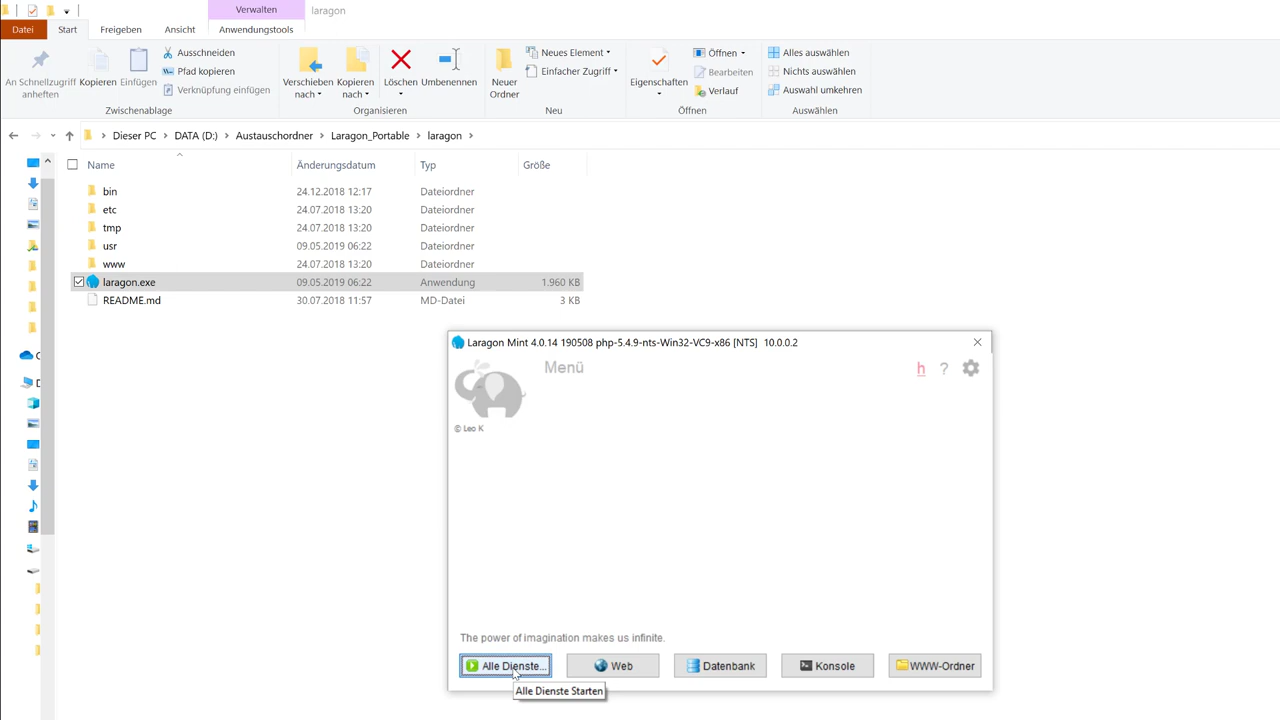 Verwalten
laragon
Datei
Start
Freigeben
Ansicht
Anwendungstools
An Schnellzugriff
anheften
Kopieren
Einfügen
Ausschneiden
Pfad kopieren
Verknüpfung einfügen
Zwischenablage
Verschieben
nach
Kopieren
nach
Löschen
Umbenennen
Organisieren
Neuer
Ordner
Neues Element
Einfacher Zugriff
Neu
Eigenschaften
Öffnen
Bearbeiten
Verlauf
Öffnen
Alles auswählen
Nichts auswählen
Auswahl umkehren
Auswählen
Dieser PC > DATA (D:) > Austauschordner > Laragon_Portable > laragon >
Name Änderungsdatum Typ Größe
bin 24.12.2018 12:17 Dateiordner
etc 24.07.2018 13:20 Dateiordner
tmp 24.07.2018 13:20 Dateiordner
usr 09.05.2019 06:22 Dateiordner
www 24.07.2018 13:20 Dateiordner
laragon.exe 09.05.2019 06:22 Anwendung 1.960 KB
README.md 30.07.2018 11:57 MD-Datei 3 KB
Laragon Mint 4.0.14 190508 php-5.4.9-nts-Win32-VC9-x86 [NTS] 10.0.0.2
Menü
h ?
© Leo K
The power of imagination makes us infinite.
Alle Dienste...
Web
Datenbank
Konsole
WWW-Ordner
Alle Dienste Starten